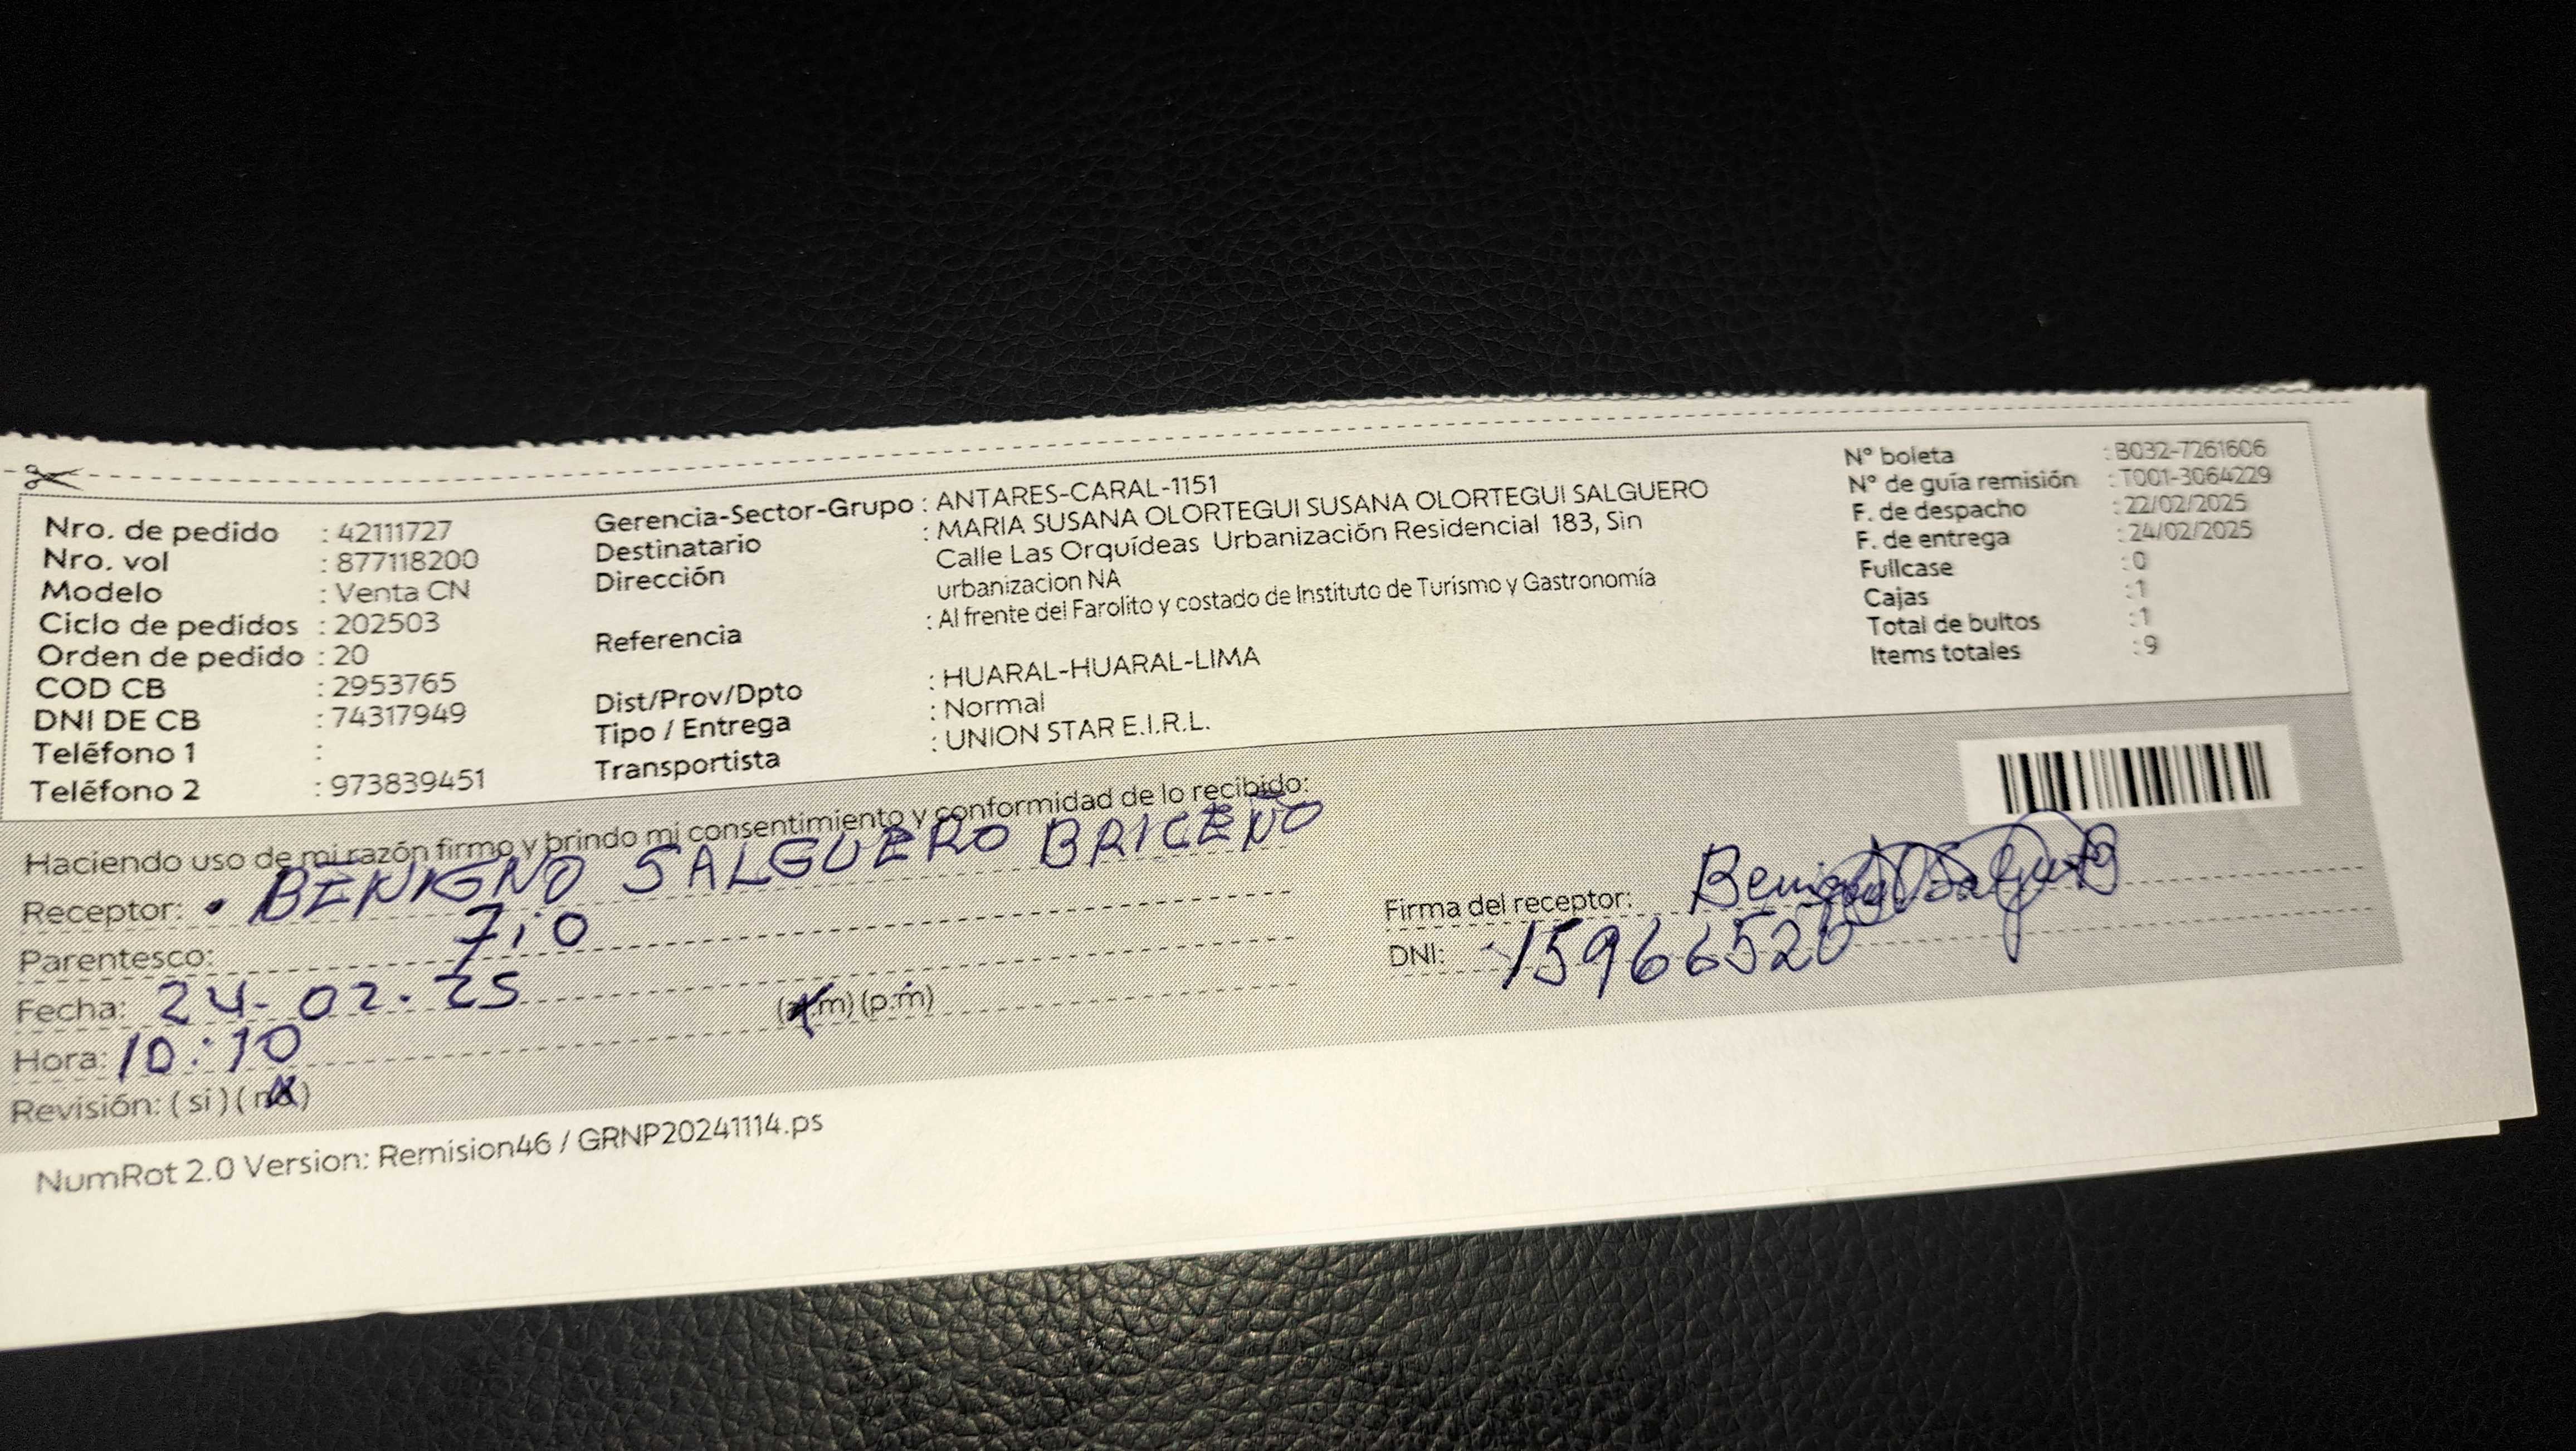 Nro. de pedido : 42111727
Nro. vol : 877118200
Modelo : Venta CN
Ciclo de pedidos : 202503
Orden de pedido : 20
COD CB : 2953765
DNI DE CB : 74317949
Teléfono 1 :
Teléfono 2 : 973839451
Gerencia-Sector-Grupo : ANTARES-CARAL-1151
Destinatario : MARIA SUSANA OLORTEGUI SUSANA OLORTEGUI SALGUERO
Dirección Calle Las Orquídeas Urbanización Residencial 183, Sin
urbanizacion NA
Referencia : Al frente del Farolito y costado de Instituto de Turismo y Gastronomía
Dist/Prov/Dpto : HUARAL-HUARAL-LIMA
Tipo / Entrega : Normal
Transportista : UNION STAR E.I.R.L.
N° boleta : B032-7261606
N° de guía remisión : T001-3064229
F. de despacho : 22/02/2025
F. de entrega : 24/02/2025
Fullcase : 0
Cajas : 1
Total de bultos : 1
Items totales : 9
Haciendo uso de mi razón firmo y brindo mi consentimiento y conformidad de lo recibido:
Receptor: BENIGNO SALGUERO BRICEÑO
Parentesco: Tio
Fecha: 24-02-25
Hora: 10:10 (a.m) (p.m)
Revisión: ( si ) ( no )
Firma del receptor: Benigno Salguero
DNI: 15966520
NumRot 2.0 Version: Remision46 / GRNP20241114.ps